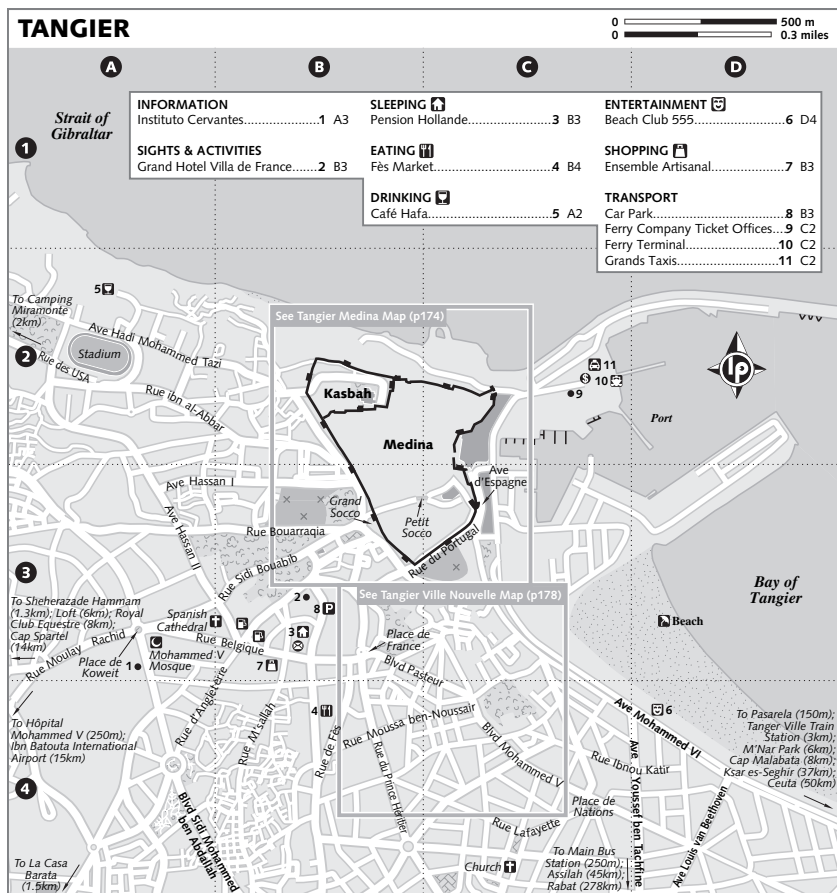 TANGIER
0 500 m
0 0.3 miles
A B C D
Strait of
Gibraltar
INFORMATION
Instituto Cervantes....................1 A3
SIGHTS & ACTIVITIES
Grand Hotel Villa de France.......2 B3
SLEEPING
Pension Hollande.......................3 B3
EATING
Fès Market................................4 B4
DRINKING
Café Hafa..................................5 A2
ENTERTAINMENT
Beach Club 555.........................6 D4
SHOPPING
Ensemble Artisanal....................7 B3
TRANSPORT
Car Park....................................8 B3
Ferry Company Ticket Offices...9 C2
Ferry Terminal.........................10 C2
Grands Taxis............................11 C2
1
5
To Camping
Miramonte
(2km)
Ave Hadi Mohammed Tazi
See Tangier Medina Map (p174)
2
Stadium
Rue des USA
Rue ibn al-Abbar
Kasbah
Medina
11
10
9
lp
Port
Ave Hassan I
Ave Hassan II
Grand
Socco
Petit
Socco
Ave
d'Espagne
Rue Bouarraqia
Rue du Portugal
Rue Sidi Bouabib
3
To Sheherazade Hammam
(1.3km); Loft (6km); Royal
Club Equestre (8km);
Cap Spartel
(14km)
Spanish
Cathedral
2
8 P
3
See Tangier Ville Nouvelle Map (p178)
Bay of
Tangier
Beach
Rue Moulay Rachid
Place de
Koweit
1
Mohammed V
Mosque
Rue Belgique
7
Place de
France
Blvd Pasteur
To Hôpital
Mohammed V (250m);
Ibn Batouta International
Airport (15km)
Rue d'Angleterre
Rue M'sallah
4
Rue de Fès
Rue Moussa ben-Noussair
Rue du Prince Héritier
Blvd Mohammed V
Ave Mohammed VI
6
To Pasarela (150m);
Tanger Ville Train
Station (3km);
M'Nar Park (6km);
Cap Malabata (8km);
Ksar es-Seghir (37km);
Ceuta (50km)
Rue Ibnou Katir
Ave Youssef ben Tachfine
Ave Louis van Beethoven
4
Blvd Sidi Mohammed
ben Abdallah
Place de
Nations
Rue Lafayette
To La Casa
Barata
(1.5km)
Church
To Main Bus
Station (250m);
Assilah (45km);
Rabat (278km)